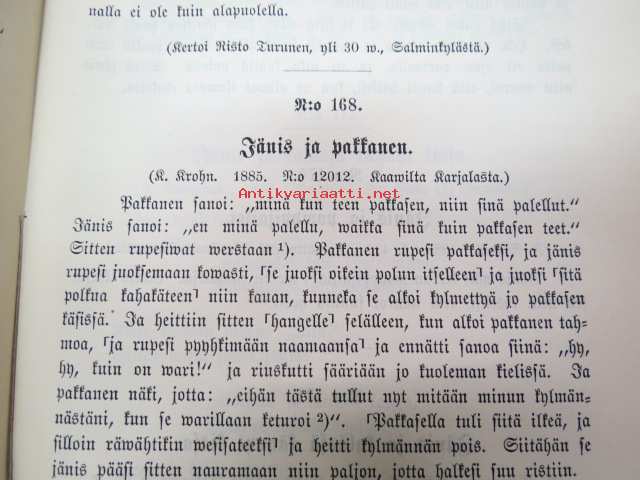 nalla ei ole kuin alapuolella.
(Kertoi Risto Turunen, yli 30 w., Salminkylästä.)
N:o 168.
Jänis ja pakkanen.
(K. Krohn. 1885. N:o 12012. Kaawilta Karjalasta.)
Antikvariaatti.net
Pakkanen sanoi: „minä kun teen pakkasen, niin sinä palellut.“
Jänis sanoi: „en minä palellu, waikka sinä kuin pakkasen teet.“
Sitten rupesiwat werstaan ¹). Pakkanen rupesi pakkaseksi, ja jänis
rupesi juoksemaan kowasti, ⸢se juoksi oikein polun itselleen⸣ ja juoksi ⸢sitä
polkua kahakäteen⸣ niin kauan, kunneka se alkoi kylmettyä jo pakkasen
käsissä. Ja heittiin sitten ⸢hangelle⸣ selälleen, kun alkoi pakkanen tah-
moa, ⸢ja rupesi pyyhkimään naamaansa⸣ ja ennätti sanoa siinä: „hy,
hy, kuin on wari!“ ja riuskutti sääriään jo kuoleman kielissä. Ja
pakkanen näki, jotta: „eihän tästä tullut nyt mitään minun kylmän-
nästäni, kun se warillaan keturoi ²)“. ⸢Pakkasella tuli siitä ilkeä, ja
silloin räwähtikin wesisateeksi⸣ ja heitti kylmännän pois. Siitähän se
jänis pääsi sitten nauramaan niin paljon, jotta halkesi suu ristiin.